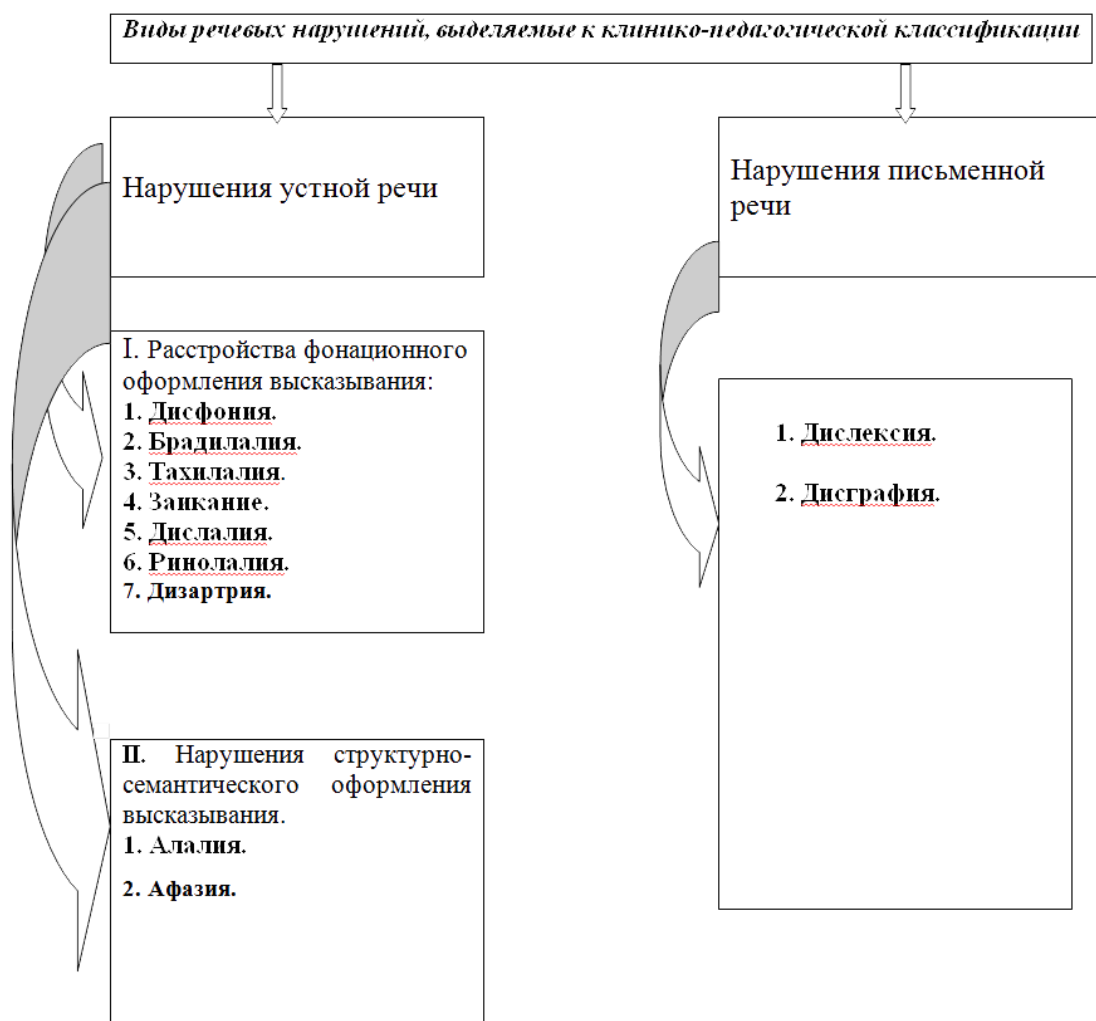 Виды речевых нарушений, выделяемые к клинико-педагогической классификации
Нарушения устной речи
Нарушения письменной
речи
I. Расстройства фонационного
оформления высказывания:
1. Дисфония.
2. Брадилалия.
3. Тахилалия.
4. Заикание.
5. Дислалия.
6. Ринолалия.
7. Дизартрия.
1. Дислексия.
2. Дисграфия.
II. Нарушения структурно-
семантического оформления
высказывания.
1. Алалия.
2. Афазия.